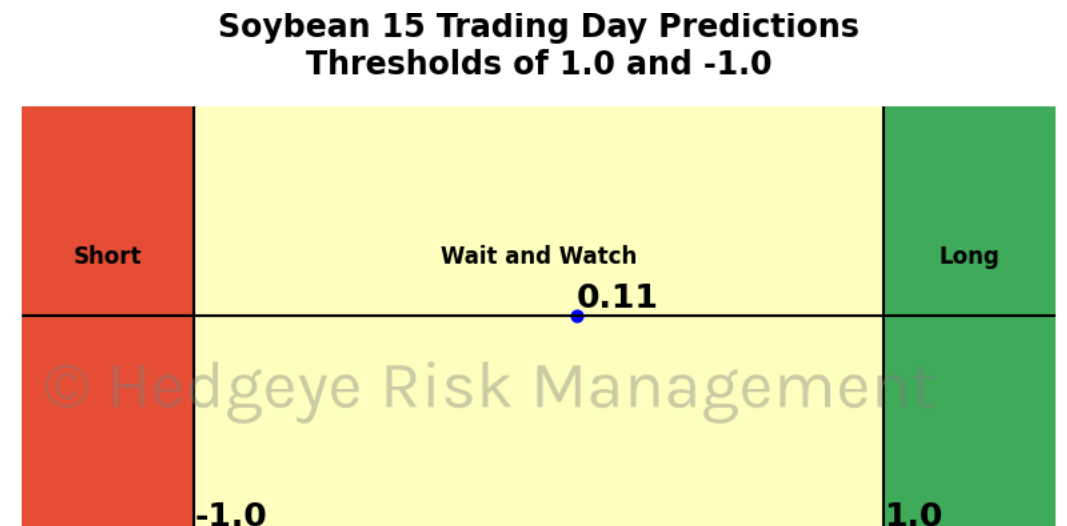 Soybean 15 Trading Day Predictions
Thresholds of 1.0 and -1.0
Short
Wait and Watch
Long
0.11
© Hedgeye Risk Management
-1.0
1.0